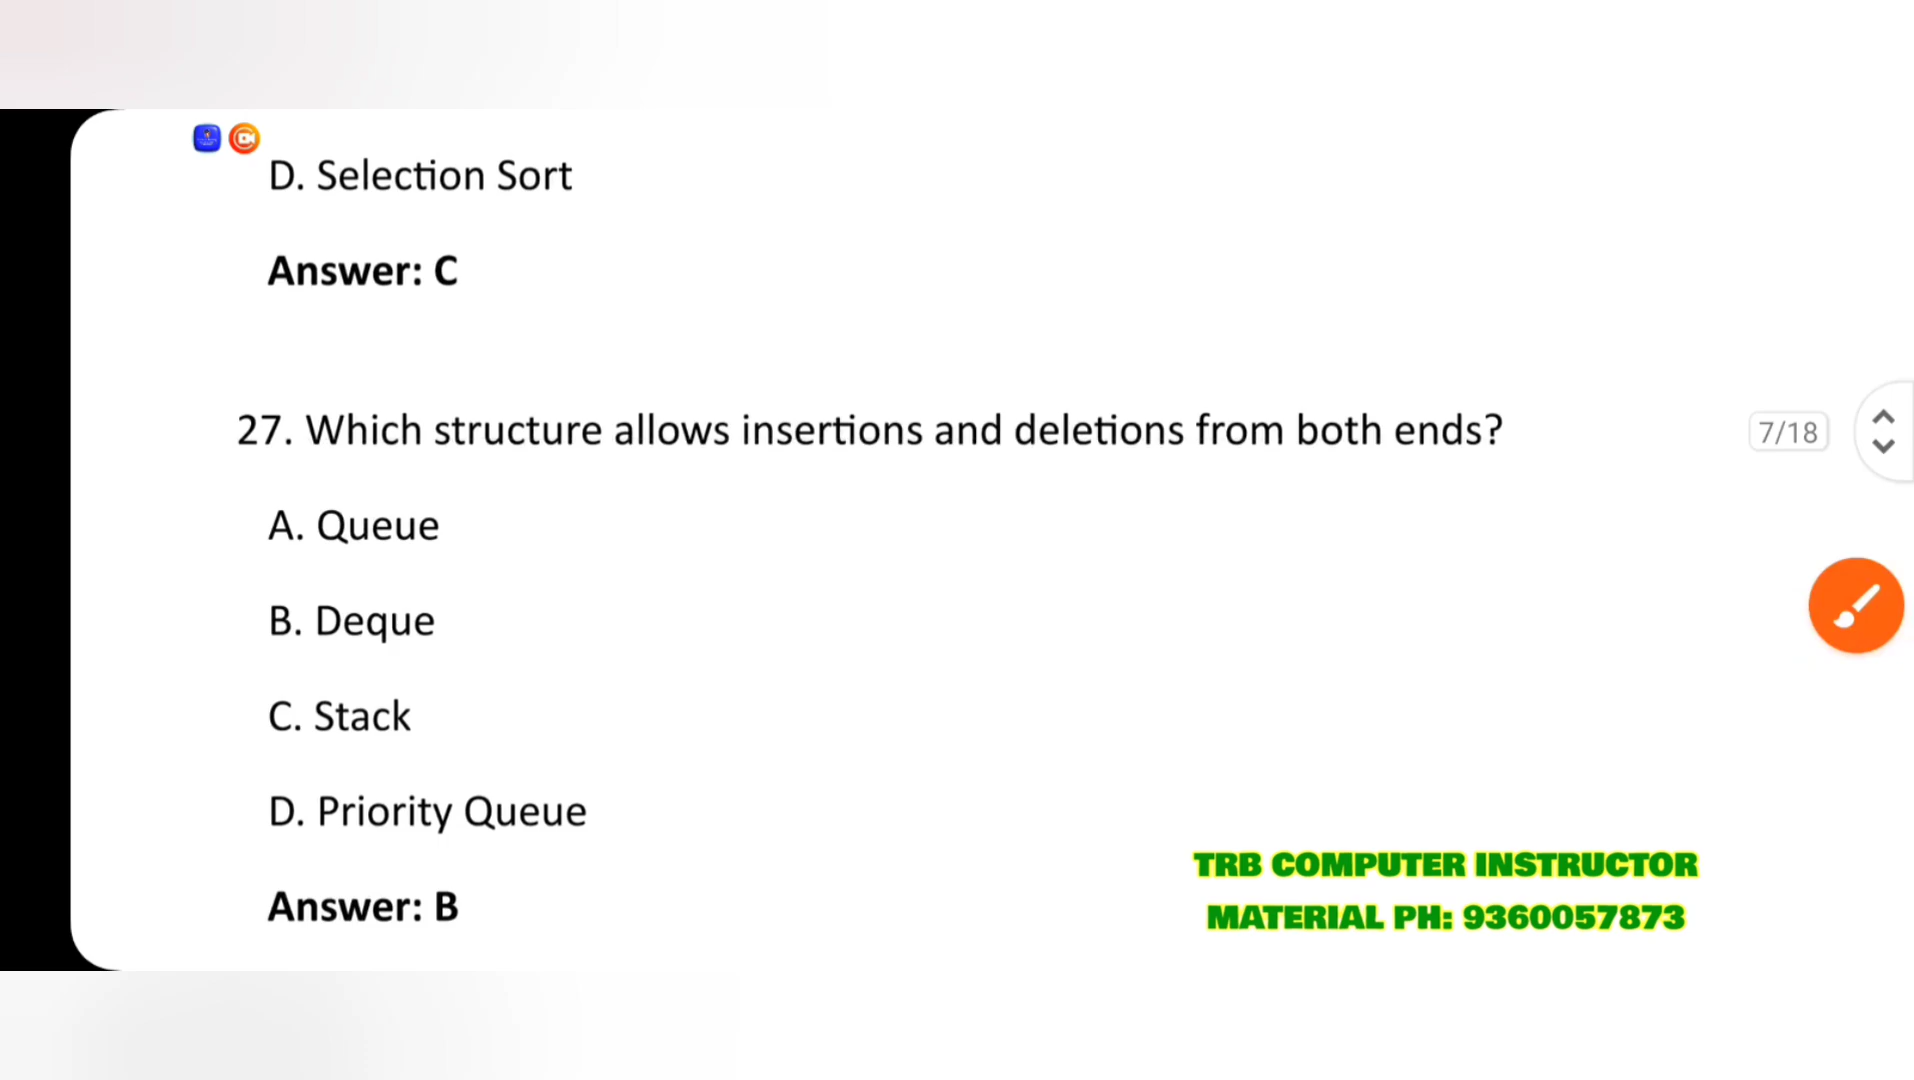 D. Selection Sort
Answer: C
27. Which structure allows insertions and deletions from both ends?
7/18
A. Queue
B. Deque
C. Stack
D. Priority Queue
Answer: B
TRB COMPUTER INSTRUCTOR
MATERIAL PH: 9360057873